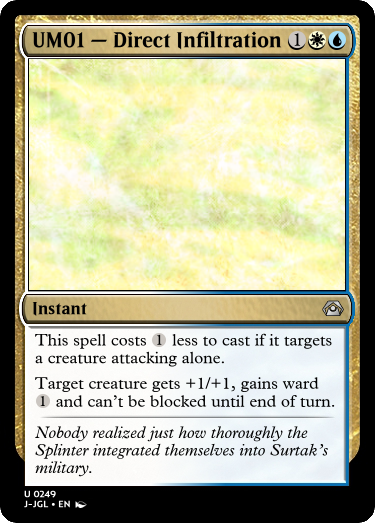 UM01 — Direct Infiltration 1
Instant
This spell costs 1 less to cast if it targets
a creature attacking alone.
Target creature gets +1/+1, gains ward
1 and can't be blocked until end of turn.
Nobody realized just how thoroughly the
Splinter integrated themselves into Surtak's
military.
U 0249
J-JGL • EN